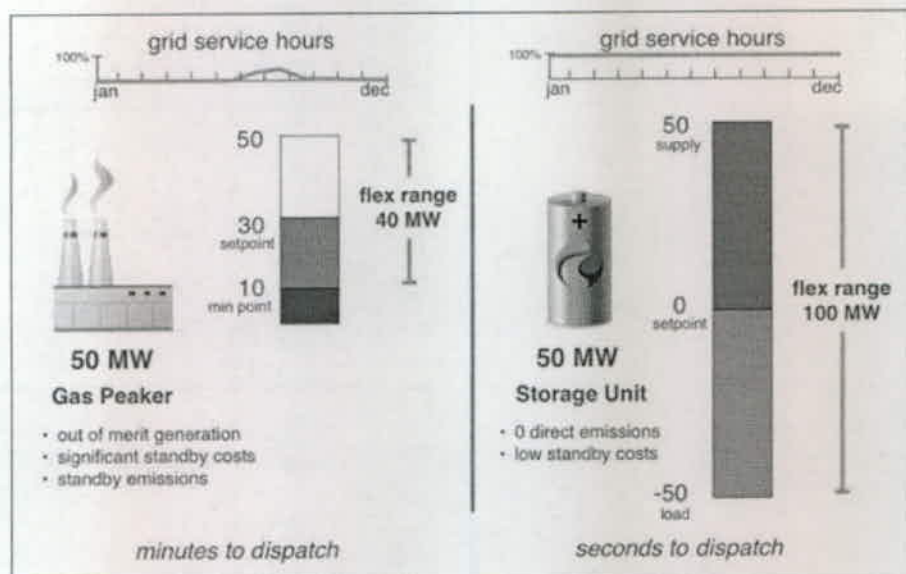 grid service hours
100%
jan
dec
50
30
setpoint
10
min point
flex range
40 MW
50 MW
Gas Peaker
• out of merit generation
• significant standby costs
• standby emissions
minutes to dispatch
grid service hours
100%
jan
dec
50
supply
0
setpoint
-50
load
flex range
100 MW
+
50 MW
Storage Unit
• 0 direct emissions
• low standby costs
seconds to dispatch